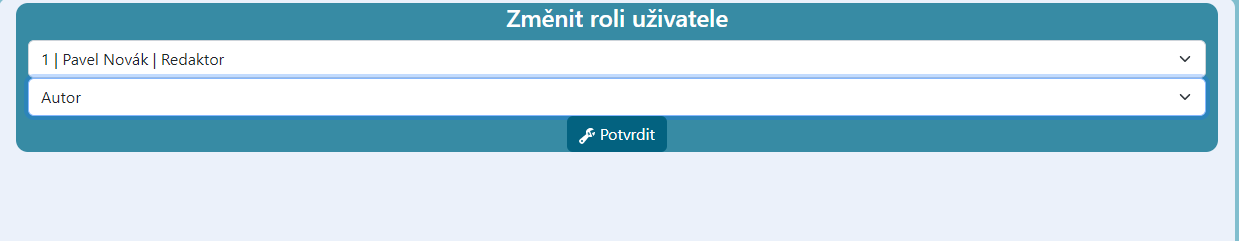 Změnit roli uživatele
1 | Pavel Novák | Redaktor
Autor
Potvrdit